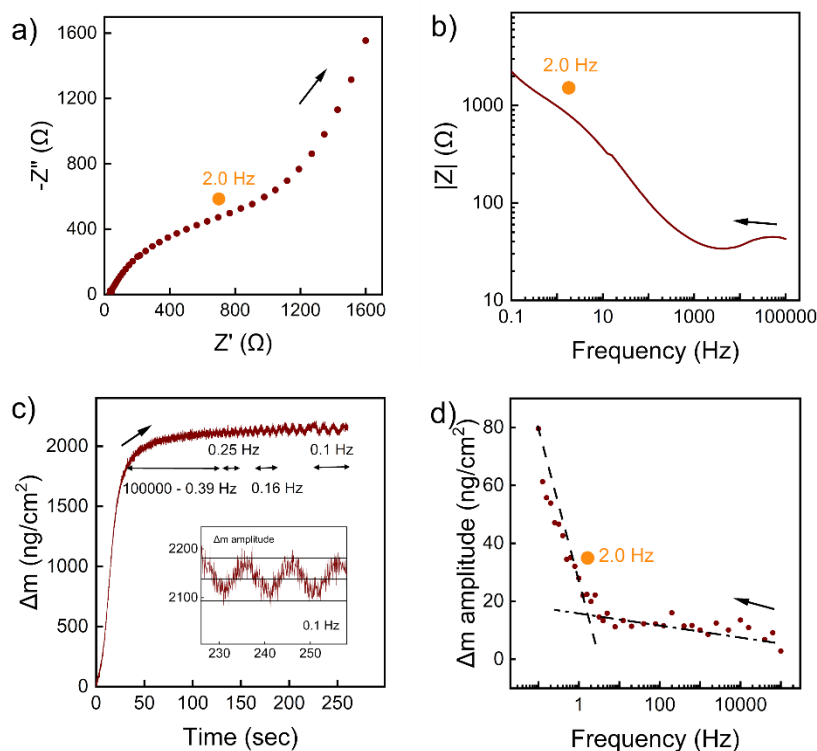 a)
1600
1200
800
400
0
-Z" (Ω)
2.0 Hz
0 400 800 1200 1600
Z' (Ω)
b)
1000
100
10
|Z| (Ω)
2.0 Hz
0.1 10 1000 100000
Frequency (Hz)
c)
2000
1500
1000
500
0
Δm (ng/cm²)
0.25 Hz
0.1 Hz
100000 - 0.39 Hz
0.16 Hz
Δm amplitude
2200
2100
0.1 Hz
230 240 250
0 50 100 150 200 250
Time (sec)
d)
80
60
40
20
0
Δm amplitude (ng/cm²)
2.0 Hz
1 100 10000
Frequency (Hz)